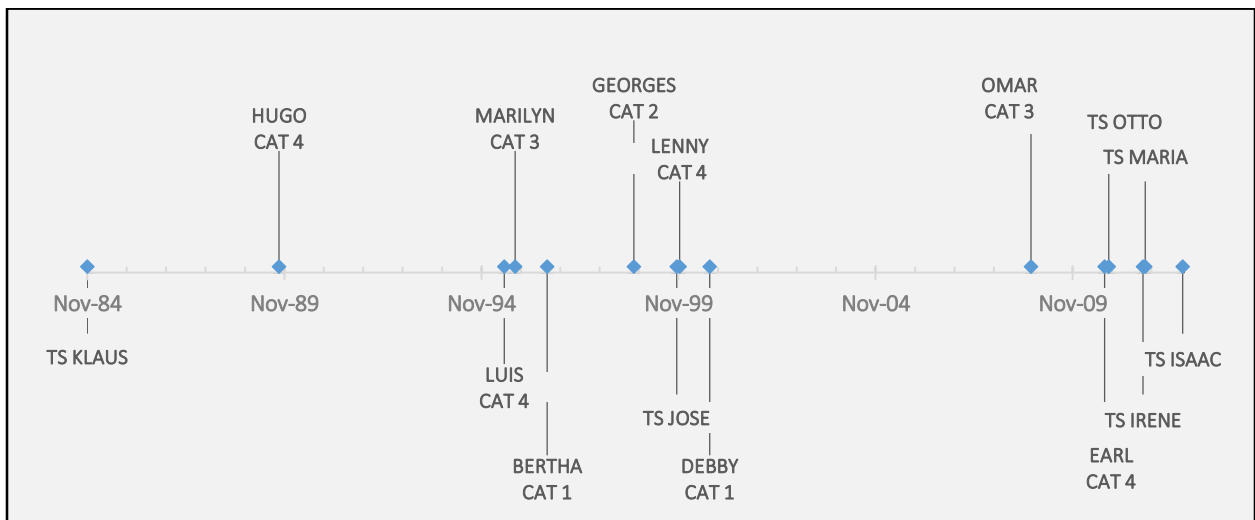 GEORGES
CAT 2
OMAR
CAT 3
HUGO
CAT 4
MARILYN
CAT 3
TS OTTO
LENNY
CAT 4
TS MARIA
Nov-84
Nov-89
Nov-94
Nov-99
Nov-04
Nov-09
TS KLAUS
TS ISAAC
LUIS
CAT 4
TS JOSE
TS IRENE
BERTHA
CAT 1
DEBBY
CAT 1
EARL
CAT 4